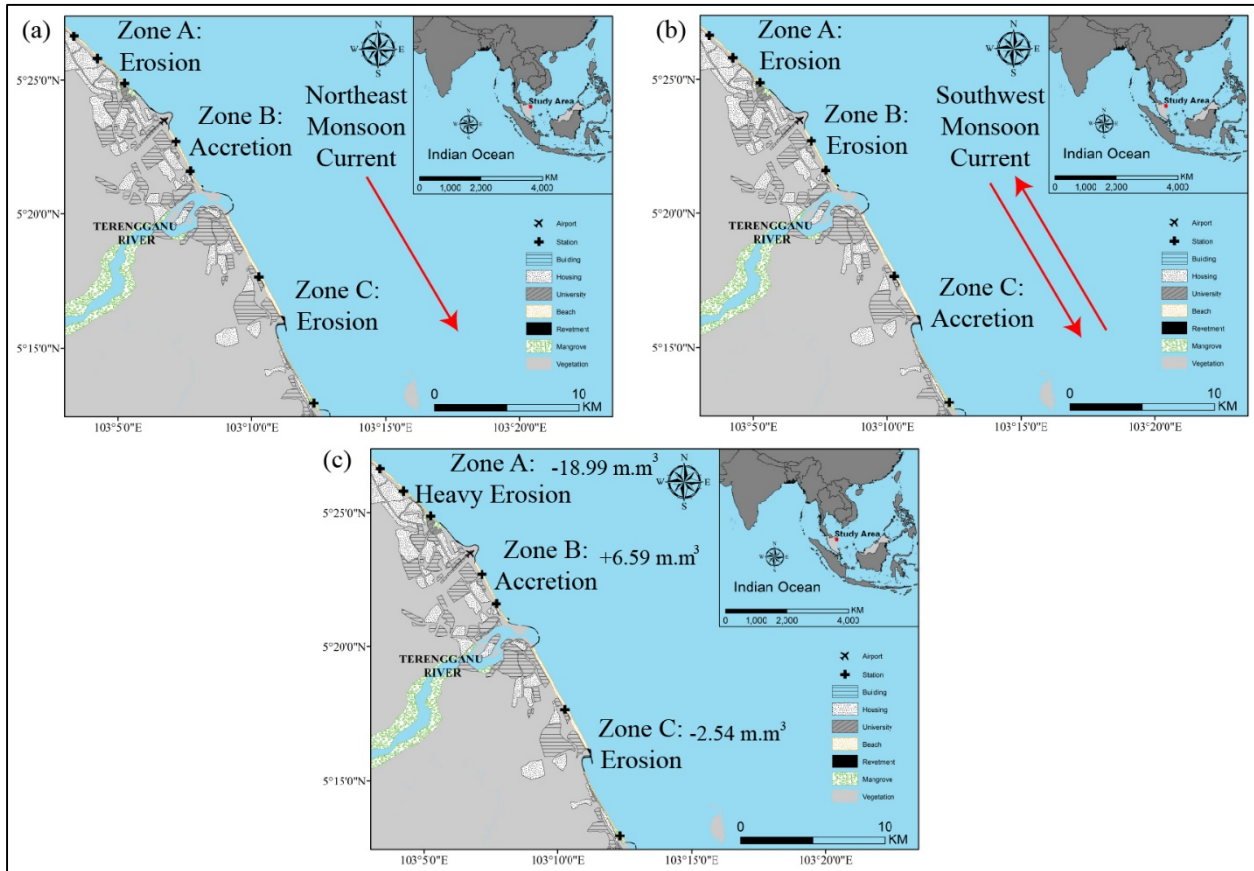 (a)
Zone A:
Erosion
Zone B:
Accretion
Northeast
Monsoon
Current
Zone C:
Erosion
TERENGGANU
RIVER
N
W
E
S
Study Area
Indian Ocean
KM
0 1,000 2,000 4,000
Airport
Station
Building
Housing
University
Beach
Revetment
Mangrove
Vegetation
0 10
KM
5°25'0"N
5°20'0"N
5°15'0"N
103°5'0"E 103°10'0"E 103°15'0"E 103°20'0"E
(b)
Zone A:
Erosion
Zone B:
Erosion
Southwest
Monsoon
Current
Zone C:
Accretion
TERENGGANU
RIVER
N
W
E
S
Study Area
Indian Ocean
KM
0 1,000 2,000 4,000
Airport
Station
Building
Housing
University
Beach
Revetment
Mangrove
Vegetation
0 10
KM
5°25'0"N
5°20'0"N
5°15'0"N
103°5'0"E 103°10'0"E 103°15'0"E 103°20'0"E
(c)
Zone A: -18.99 m.m³
Heavy Erosion
Zone B: +6.59 m.m³
Accretion
Zone C: -2.54 m.m³
Erosion
TERENGGANU
RIVER
N
W
E
S
Study Area
Indian Ocean
KM
0 1,000 2,000 4,000
Airport
Station
Building
Housing
University
Beach
Revetment
Mangrove
Vegetation
0 10
KM
5°25'0"N
5°20'0"N
5°15'0"N
103°5'0"E 103°10'0"E 103°15'0"E 103°20'0"E